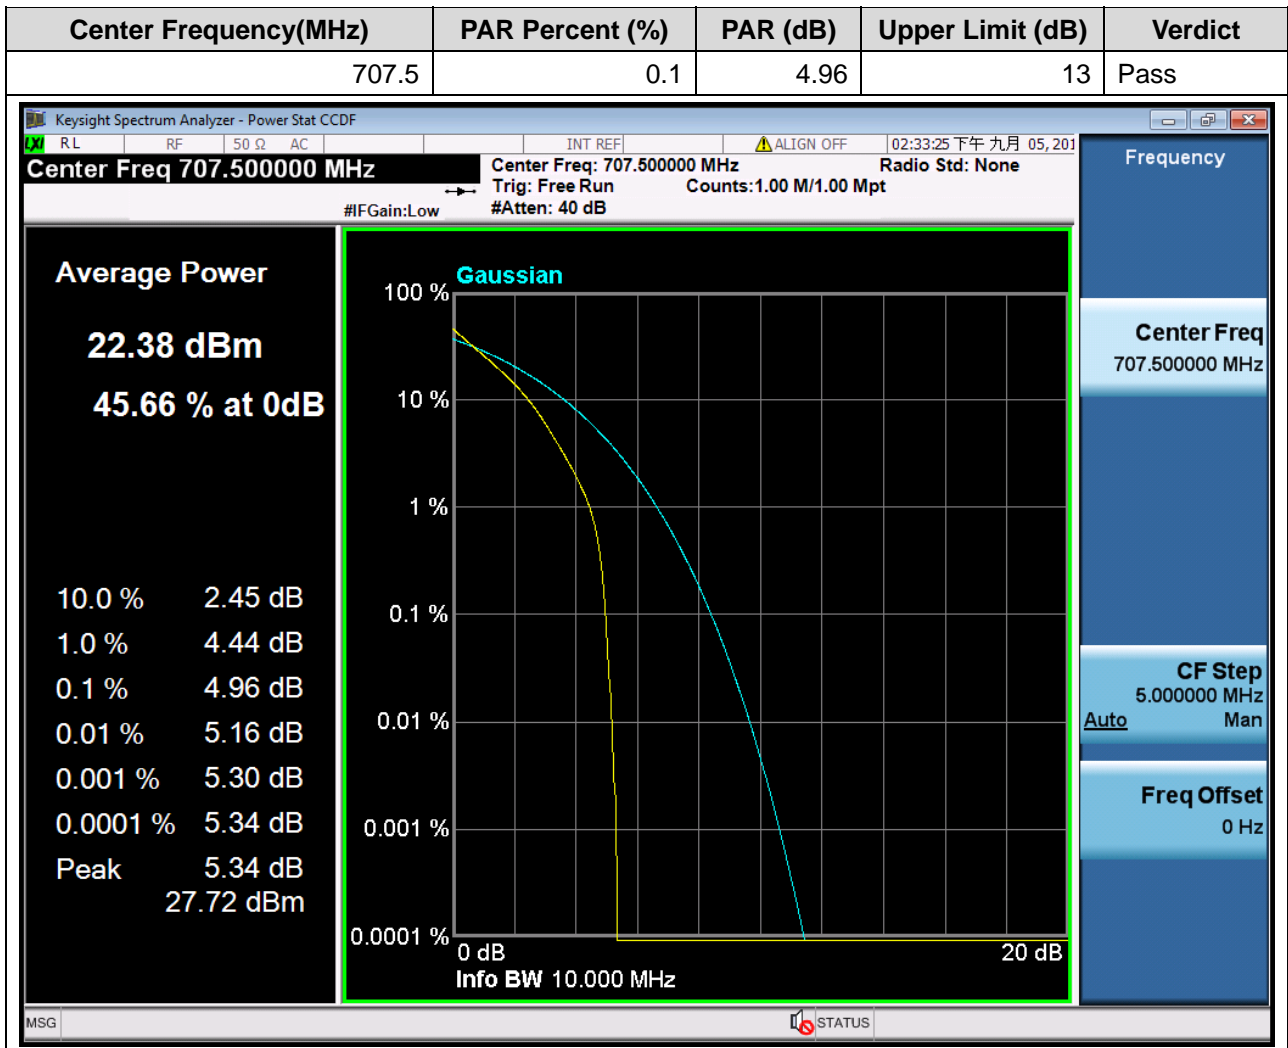 Center Frequency(MHz) PAR Percent (%) PAR (dB) Upper Limit (dB) Verdict
707.5 0.1 4.96 13 Pass
Keysight Spectrum Analyzer - Power Stat CCDF
LXI RL RF 50 Ω AC INT REF ALIGN OFF 02:33:25 下午 九月 05, 201
Center Freq 707.500000 MHz
Center Freq: 707.500000 MHz Radio Std: None
Trig: Free Run Counts:1.00 M/1.00 Mpt
#IFGain:Low #Atten: 40 dB
Average Power
22.38 dBm
45.66 % at 0dB
10.0 % 2.45 dB
1.0 % 4.44 dB
0.1 % 4.96 dB
0.01 % 5.16 dB
0.001 % 5.30 dB
0.0001 % 5.34 dB
Peak 5.34 dB
27.72 dBm
Gaussian
100 %
10 %
1 %
0.1 %
0.01 %
0.001 %
0.0001 %
0 dB 20 dB
Info BW 10.000 MHz
Frequency
Center Freq
707.500000 MHz
CF Step
5.000000 MHz
Auto Man
Freq Offset
0 Hz
MSG STATUS